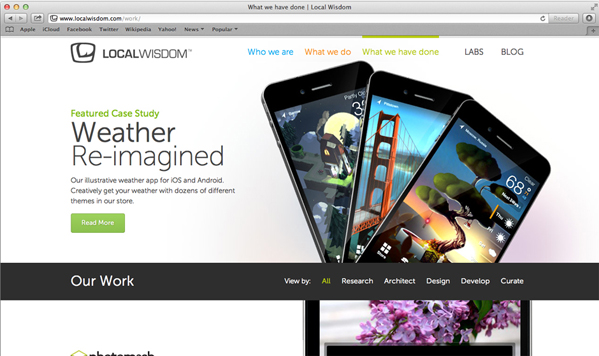 What we have done | Local Wisdom
www.localwisdom.com/work/
Reader
Apple iCloud Facebook Twitter Wikipedia Yahoo! News Popular
LOCALWISDOM™
Who we are What we do What we have done LABS BLOG
Featured Case Study
Weather
Re-imagined
Our illustrative weather app for iOS and Android.
Creatively get your weather with dozens of different
themes in our store.
Read More
68
Our Work
View by: All Research Architect Design Develop Curate
photomash